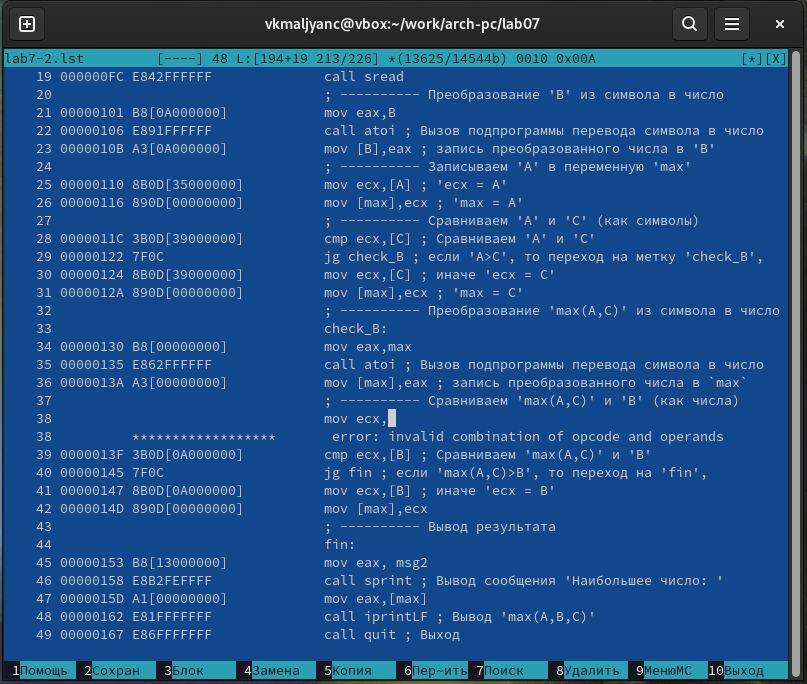 vkmaljyanc@vbox:~/work/arch-pc/lab07
lab7-2.lst [----] 48 L:[194+19 213/226] *(13625/14544b) 0010 0x00A [*][X]
19 000000FC E842FFFFFF call sread
20 ; ---------- Преобразование 'B' из символа в число
21 00000101 B8[0A000000] mov eax,B
22 00000106 E891FFFFFF call atoi ; Вызов подпрограммы перевода символа в число
23 0000010B A3[0A000000] mov [B],eax ; запись преобразованного числа в 'B'
24 ; ---------- Записываем 'A' в переменную 'max'
25 00000110 8B0D[35000000] mov ecx,[A] ; 'ecx = A'
26 00000116 890D[00000000] mov [max],ecx ; 'max = A'
27 ; ---------- Сравниваем 'A' и 'С' (как символы)
28 0000011C 3B0D[39000000] cmp ecx,[C] ; Сравниваем 'A' и 'С'
29 00000122 7F0C jg check_B ; если 'A>C', то переход на метку 'check_B',
30 00000124 8B0D[39000000] mov ecx,[C] ; иначе 'ecx = C'
31 0000012A 890D[00000000] mov [max],ecx ; 'max = C'
32 ; ---------- Преобразование 'max(A,C)' из символа в число
33 check_B:
34 00000130 B8[00000000] mov eax,max
35 00000135 E862FFFFFF call atoi ; Вызов подпрограммы перевода символа в число
36 0000013A A3[00000000] mov [max],eax ; запись преобразованного числа в `max`
37 ; ---------- Сравниваем 'max(A,C)' и 'B' (как числа)
38 mov ecx,
38 ****************** error: invalid combination of opcode and operands
39 0000013F 3B0D[0A000000] cmp ecx,[B] ; Сравниваем 'max(A,C)' и 'B'
40 00000145 7F0C jg fin ; если 'max(A,C)>B', то переход на 'fin',
41 00000147 8B0D[0A000000] mov ecx,[B] ; иначе 'ecx = B'
42 0000014D 890D[00000000] mov [max],ecx
43 ; ---------- Вывод результата
44 fin:
45 00000153 B8[13000000] mov eax, msg2
46 00000158 E8B2FEFFFF call sprint ; Вывод сообщения 'Наибольшее число: '
47 0000015D A1[00000000] mov eax,[max]
48 00000162 E81FFFFFFF call iprintLF ; Вывод 'max(A,B,C)'
49 00000167 E86FFFFFFF call quit ; Выход
1Помощь 2Сохран 3Блок 4Замена 5Копия 6Пер~ить 7Поиск 8Удалить 9МенюMC 10Выход